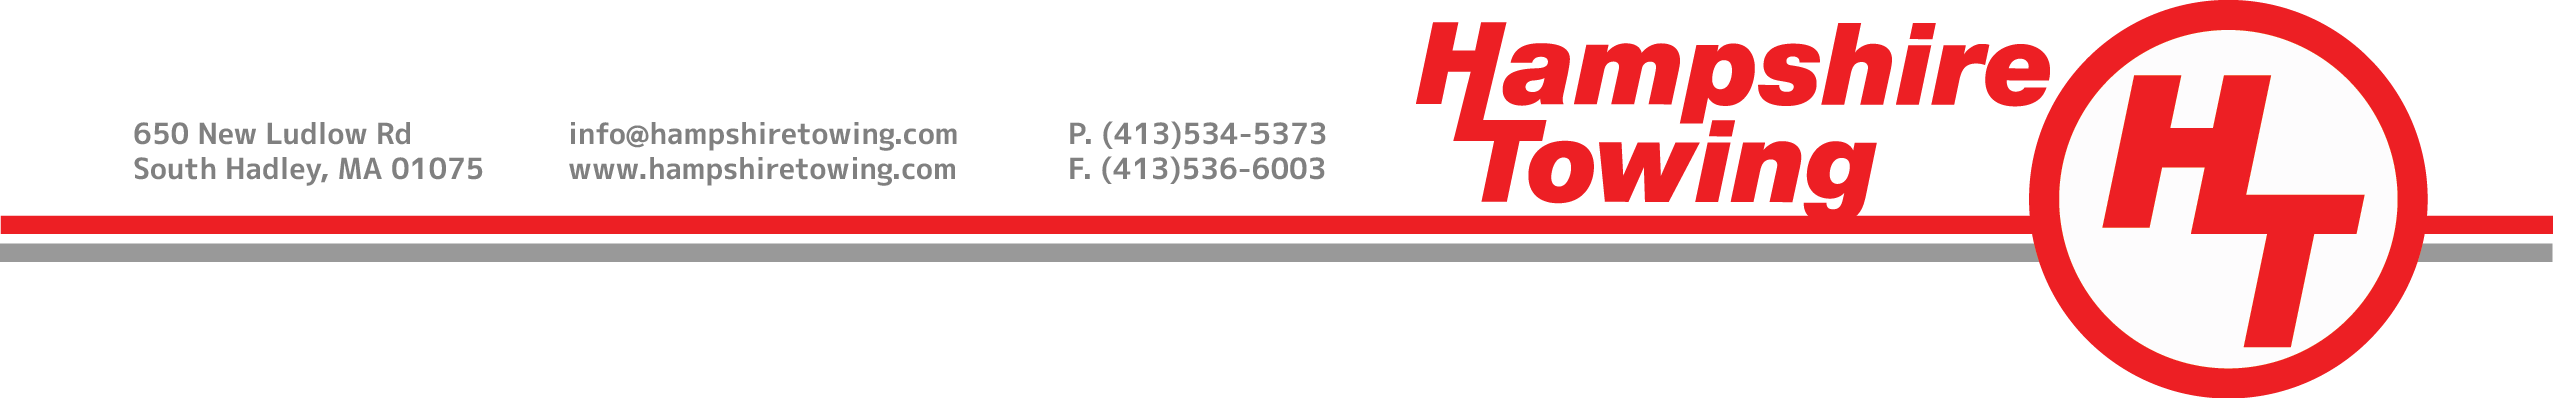 650 New Ludlow Rd
South Hadley, MA 01075
info@hampshiretowing.com
www.hampshiretowing.com
P. (413)534-5373
F. (413)536-6003
Hampshire
Towing
HT